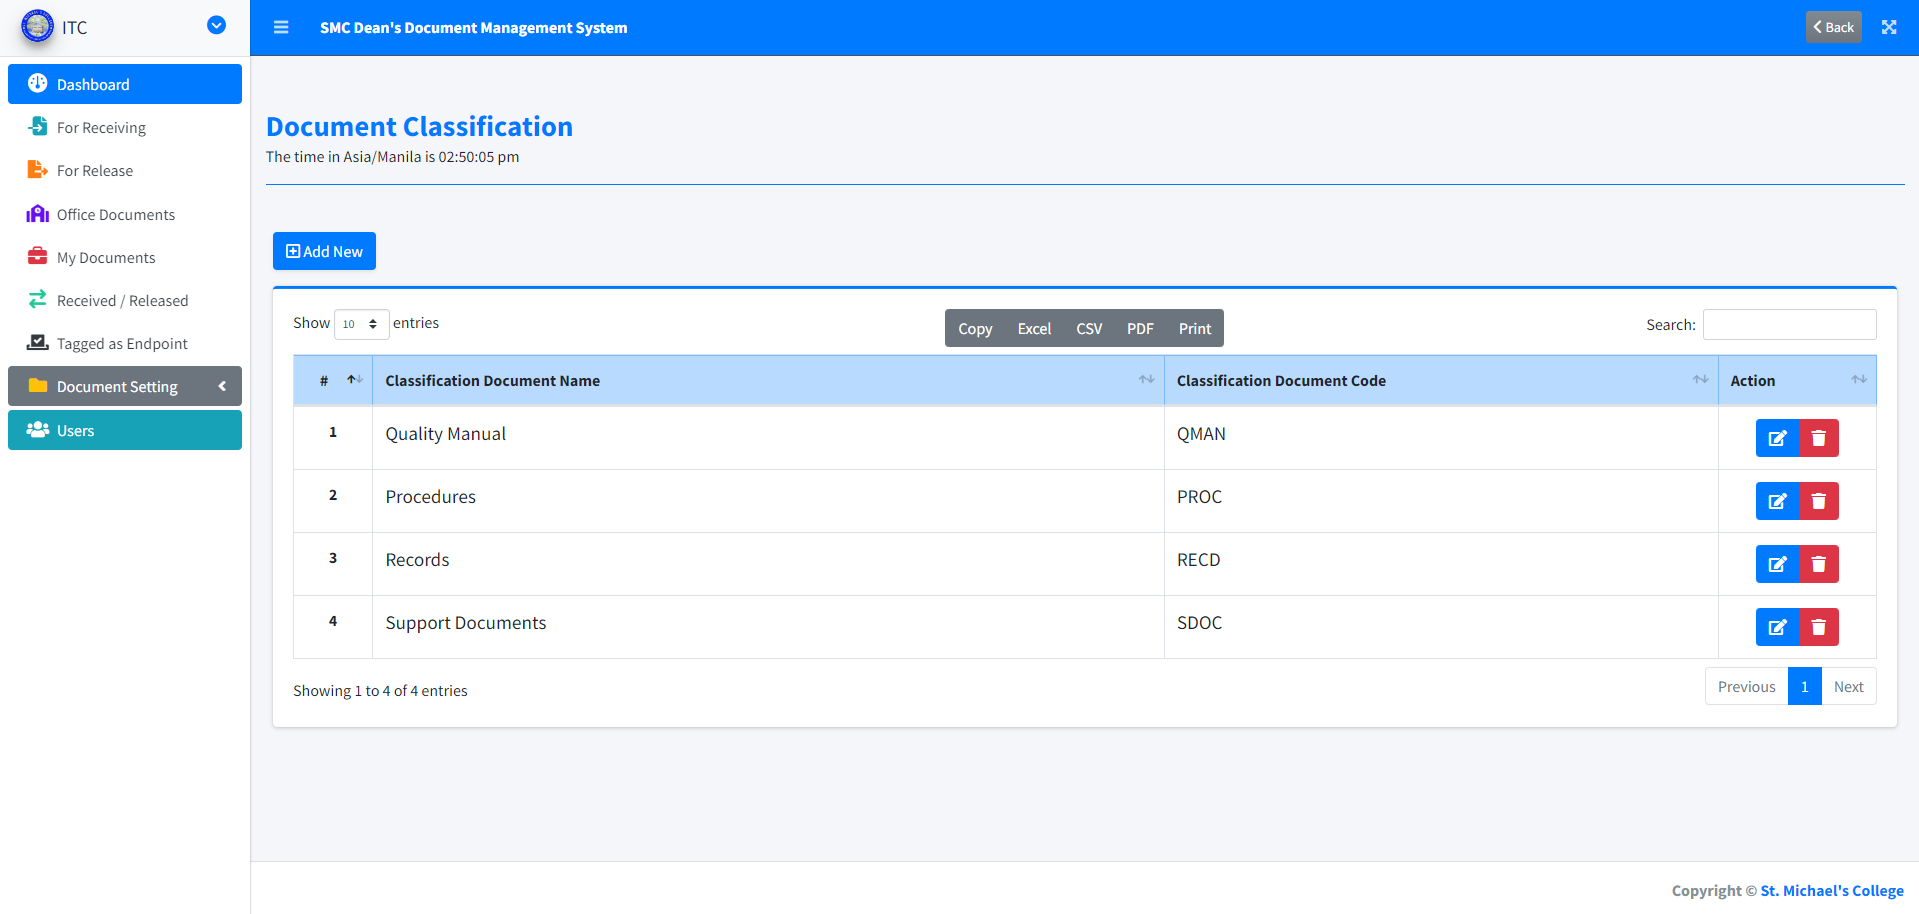 ITC
SMC Dean's Document Management System
Back
Dashboard
For Receiving
For Release
Office Documents
My Documents
Received / Released
Tagged as Endpoint
Document Setting
Users
Document Classification
The time in Asia/Manila is 02:50:05 pm
Add New
Show 10 entries
Copy Excel CSV PDF Print
Search:
# Classification Document Name Classification Document Code Action
1 Quality Manual QMAN
2 Procedures PROC
3 Records RECD
4 Support Documents SDOC
Showing 1 to 4 of 4 entries
Previous 1 Next
Copyright © St. Michael's College